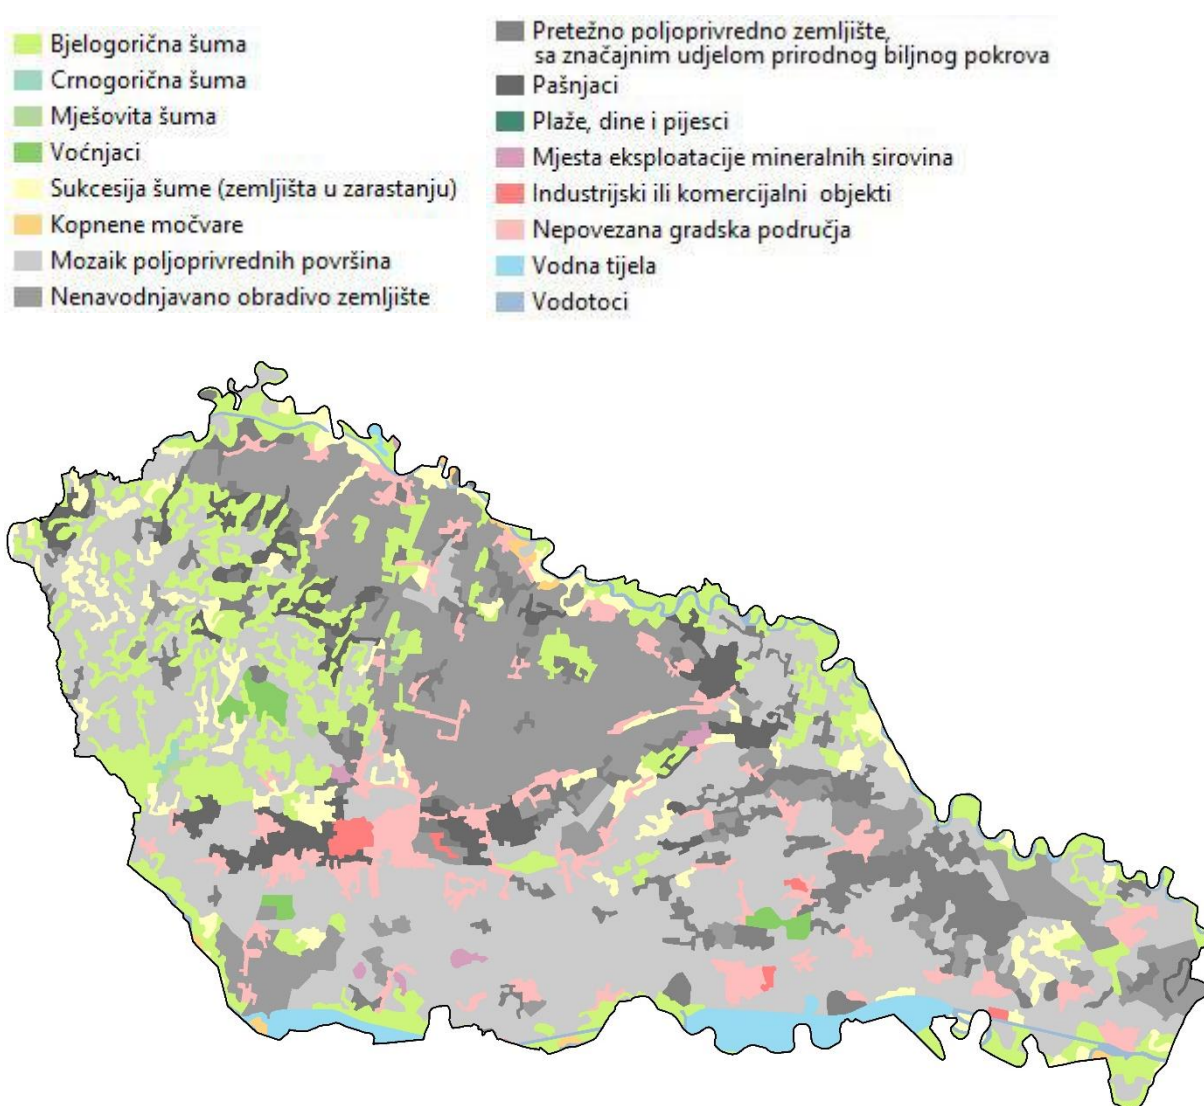 Bjelogorična šuma
Crnogorična šuma
Mješovita šuma
Voćnjaci
Sukcesija šume (zemljišta u zarastanju)
Kopnene močvare
Mozaik poljoprivrednih površina
Nenavodnjavano obradivo zemljište
Pretežno poljoprivredno zemljište,
sa značajnim udjelom prirodnog biljnog pokrova
Pašnjaci
Plaže, dine i pijesci
Mjesta eksploatacije mineralnih sirovina
Industrijski ili komercijalni objekti
Nepovezana gradska područja
Vodna tijela
Vodotoci